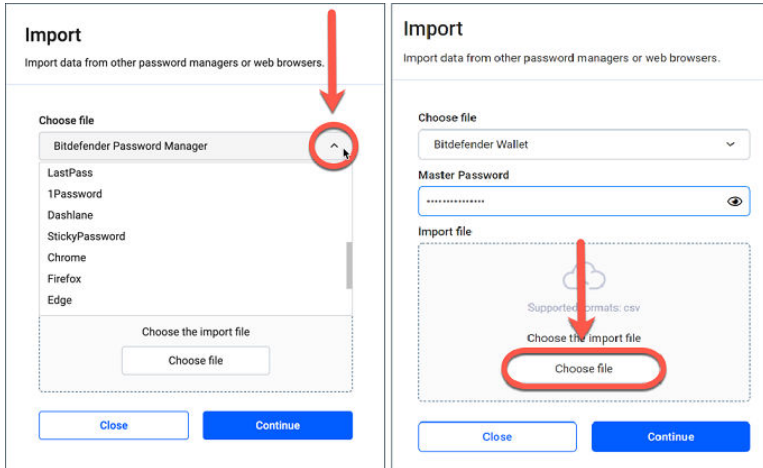 Import
Import data from other password managers or web browsers.
Choose file
Bitdefender Password Manager
LastPass
1Password
Dashlane
StickyPassword
Chrome
Firefox
Edge
Choose the import file
Choose file
Close
Continue
Import
Import data from other password managers or web browsers.
Choose file
Bitdefender Wallet
Master Password
Import file
Supported formats: csv
Choose the import file
Choose file
Close
Continue